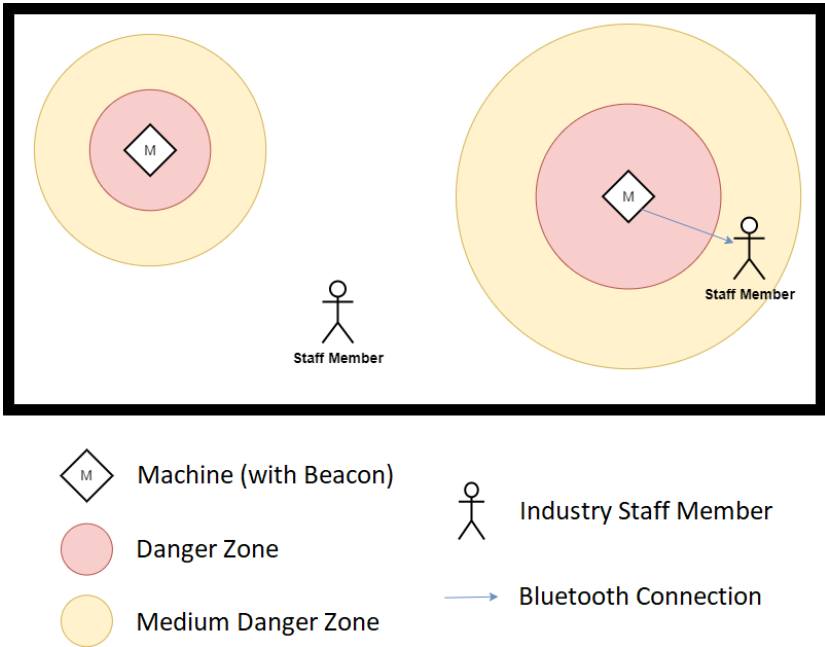 M
M
Staff Member
Staff Member
M
Machine (with Beacon)
Danger Zone
Medium Danger Zone
Industry Staff Member
Bluetooth Connection